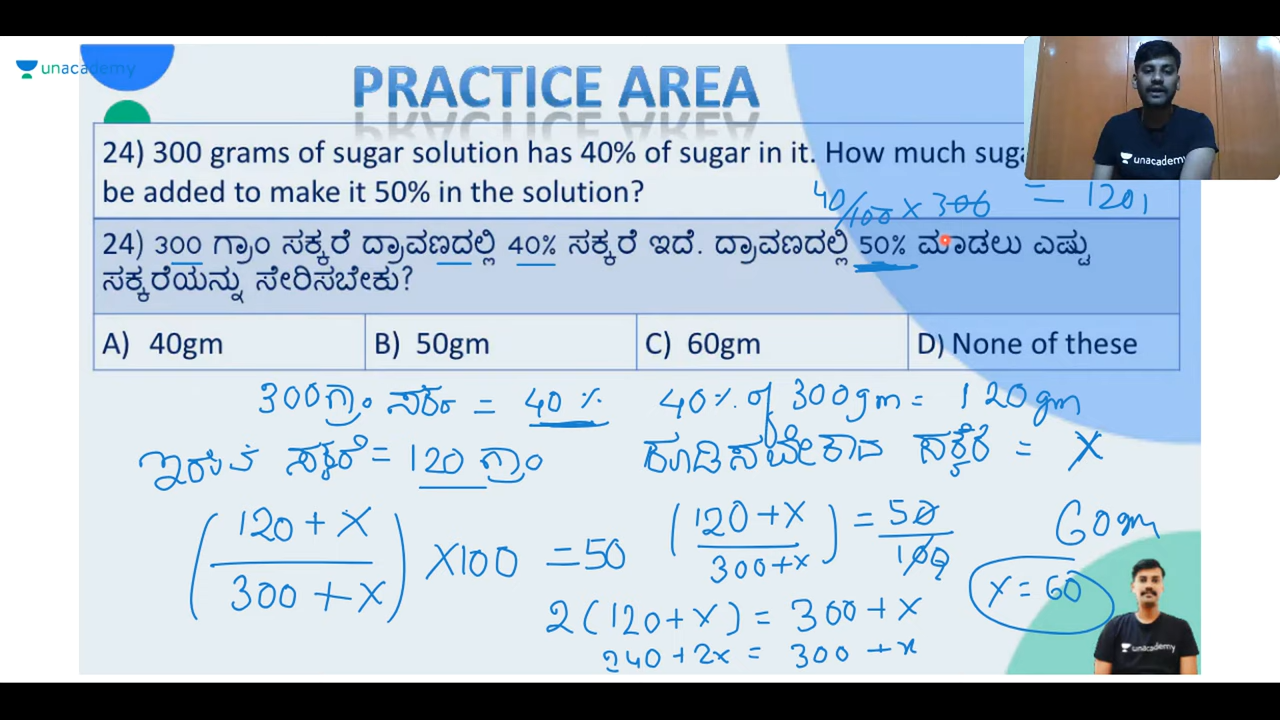 unacademy
PRACTICE AREA
24) 300 grams of sugar solution has 40% of sugar in it. How much
be added to make it 50% in the solution?
40/100 x 300 = 120
24) 300 ಗ್ರಾಂ ಸಕ್ಕರೆ ದ್ರಾವಣದಲ್ಲಿ 40% ಸಕ್ಕರೆ ಇದೆ. ದ್ರಾವಣದಲ್ಲಿ 50% ಮಾಡಲು ಎಷ್ಟು
ಸಕ್ಕರೆಯನ್ನು ಸೇರಿಸಬೇಕು?
A) 40gm B) 50gm C) 60gm D) None of these
300ಗ್ರಾಂ = 40% 40% of 300gm = 120gm
ಸಕ್ಕರೆ = 120 ಗ್ರಾಂ ಸಕ್ಕರೆ = x
(120 + x / 300 + x) x100 = 50 (120 + x / 300 + x) = 50/100 60gm
x = 60
2(120+x) = 300 + x
240 + 2x = 300 + x
unacademy
unacademy